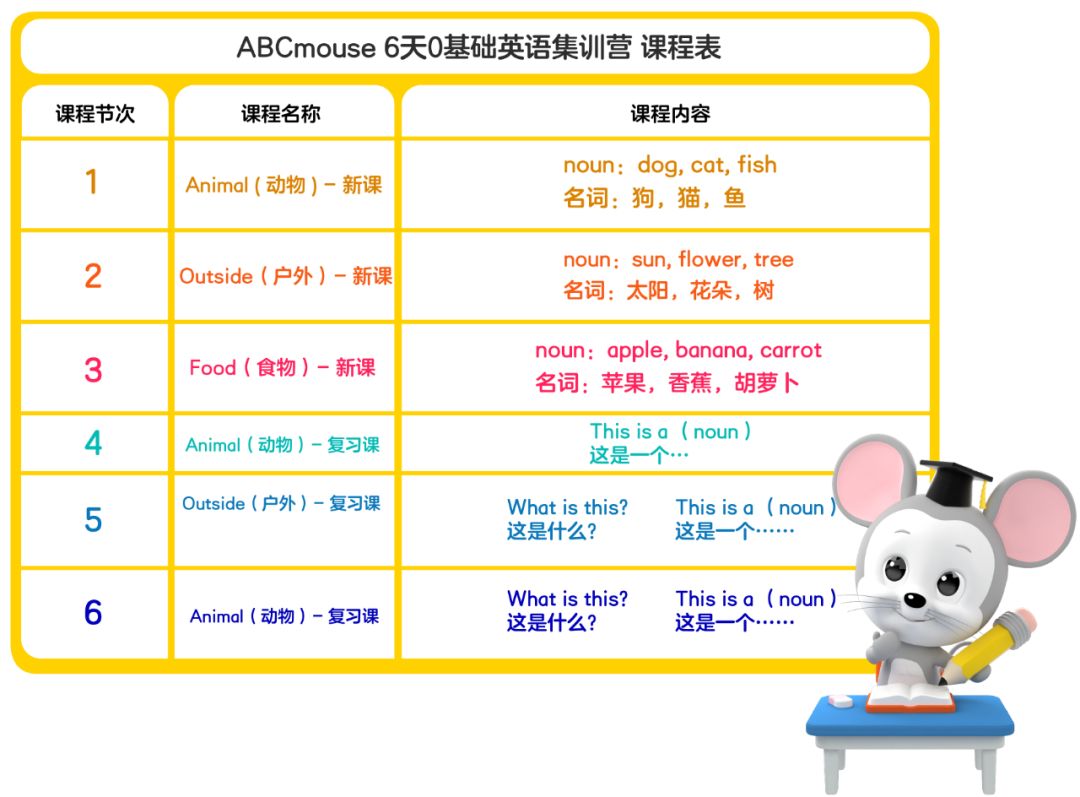 ABCmouse 6天0基础英语集训营 课程表
课程节次 课程名称 课程内容
1 Animal ( 动物 ) - 新课
noun：dog, cat, fish
名词：狗，猫，鱼
2 Outside ( 户外 ) - 新课
noun：sun, flower, tree
名词：太阳，花朵，树
3 Food ( 食物 ) - 新课
noun：apple, banana, carrot
名词：苹果，香蕉，胡萝卜
4 Animal ( 动物 ) - 复习课
This is a （noun ）
这是一个…
5 Outside ( 户外 ) - 复习课
What is this? This is a （noun ）
这是什么? 这是一个……
6 Animal ( 动物 ) - 复习课
What is this? This is a （noun ）
这是什么? 这是一个……